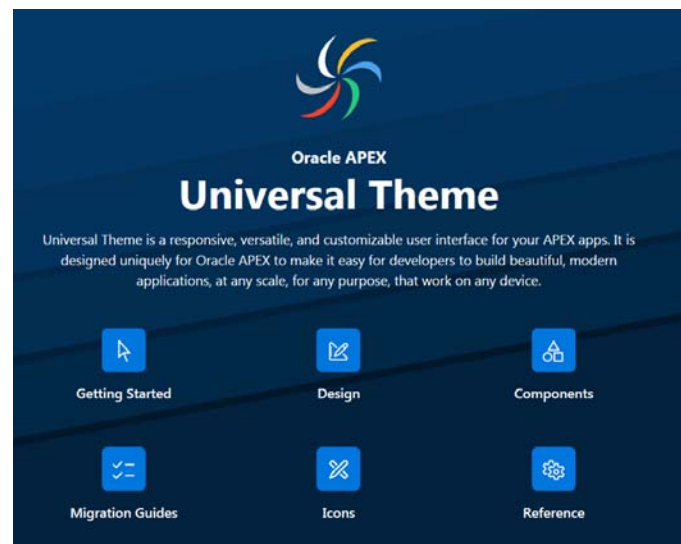 Oracle APEX
Universal Theme
Universal Theme is a responsive, versatile, and customizable user interface for your APEX apps. It is
designed uniquely for Oracle APEX to make it easy for developers to build beautiful, modern
applications, at any scale, for any purpose, that work on any device.
Getting Started
Design
Components
Migration Guides
Icons
Reference